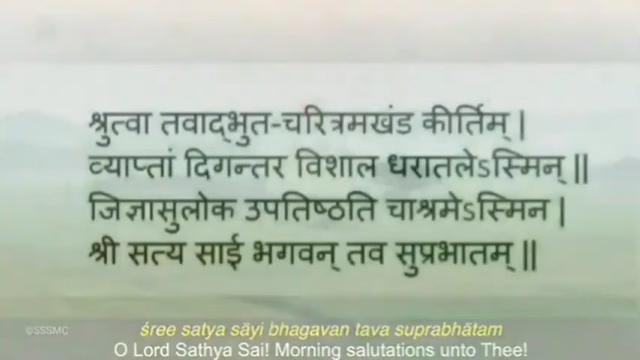 श्रुत्वा तवाद्भुत-चरित्रमखंड कीर्तिम् |
व्याप्तां दिगन्तर विशाल धरातलेऽस्मिन् ||
जिज्ञासुलोक उपतिष्ठति चाश्रमेऽस्मिन |
श्री सत्य साई भगवन् तव सुप्रभातम् ||
śree satya sāyi bhagavan tava suprabhātam
©SSSMC
O Lord Sathya Sai! Morning salutations unto Thee!